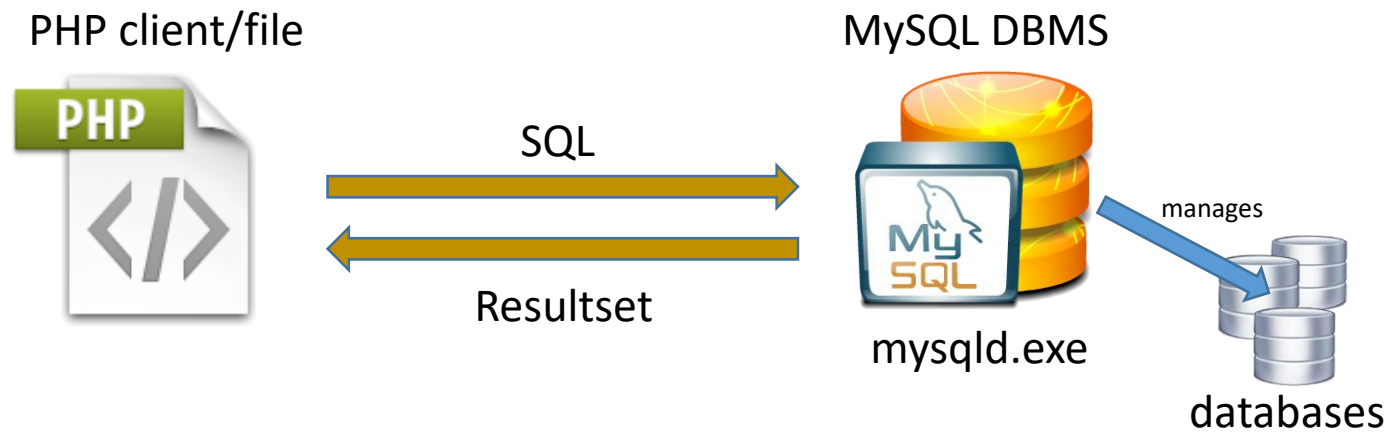 PHP client/file
MySQL DBMS
PHP
</>
SQL
Resultset
My
SQL
mysqld.exe
manages
databases